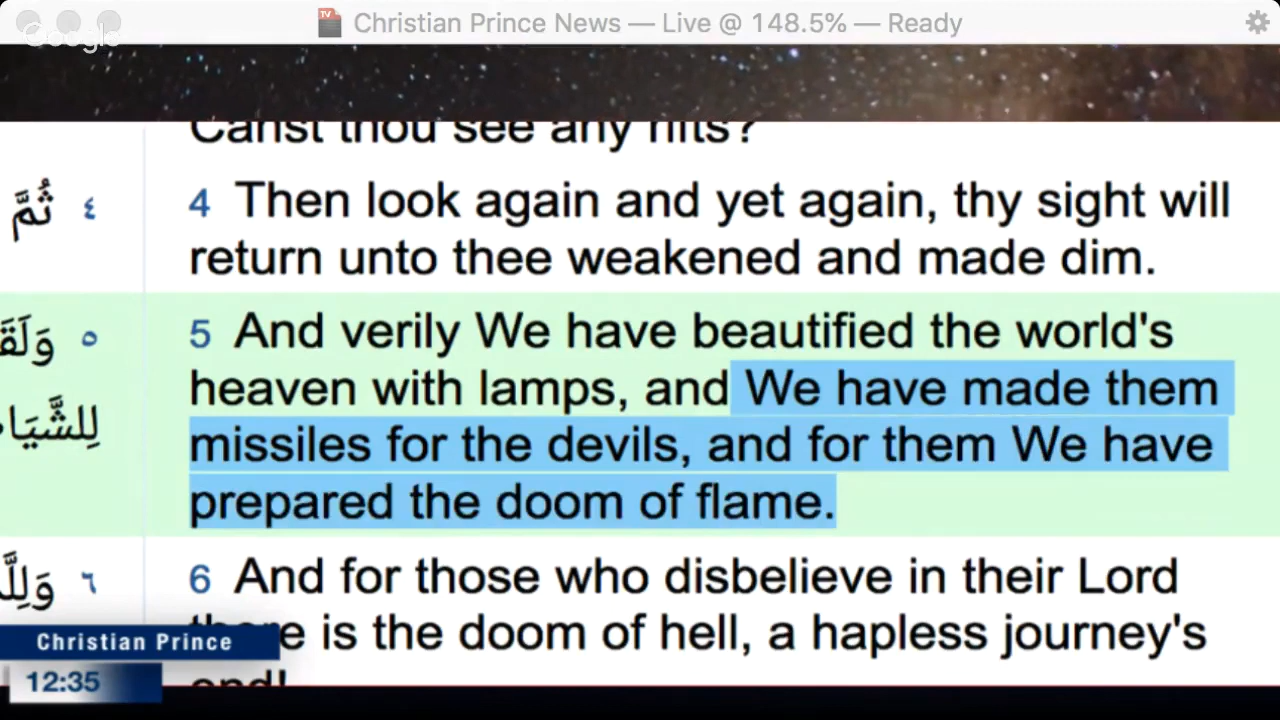 Christian Prince News — Live @ 148.5% — Ready
Google
Canst thou see any rifts?
ثُمَّ ٤
4 Then look again and yet again, thy sight will
return unto thee weakened and made dim.
٥
5 And verily We have beautified the world's
heaven with lamps, and We have made them
missiles for the devils, and for them We have
prepared the doom of flame.
٦
6 And for those who disbelieve in their Lord
there is the doom of hell, a hapless journey's
end!
Christian Prince
12:35